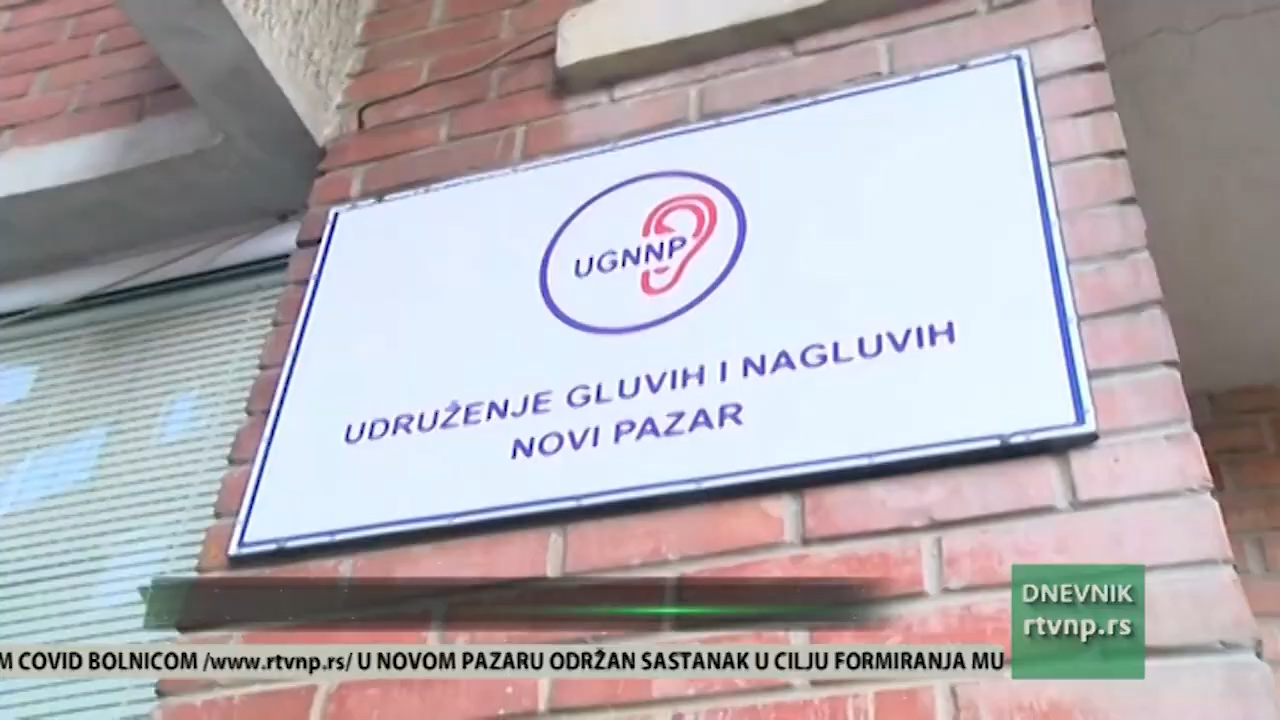 UGNNP
UDRUŽENJE GLUVIH I NAGLUVIH
NOVI PAZAR
DNEVNIK
rtvnp.rs
M COVID BOLNICOM /www.rtvnp.rs/ U NOVOM PAZARU ODRŽAN SASTANAK U CILJU FORMIRANJA MU